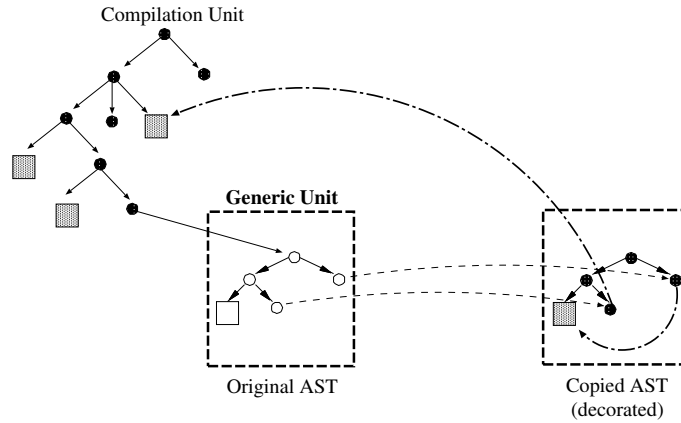 Compilation Unit
Generic Unit
Original AST
Copied AST
(decorated)